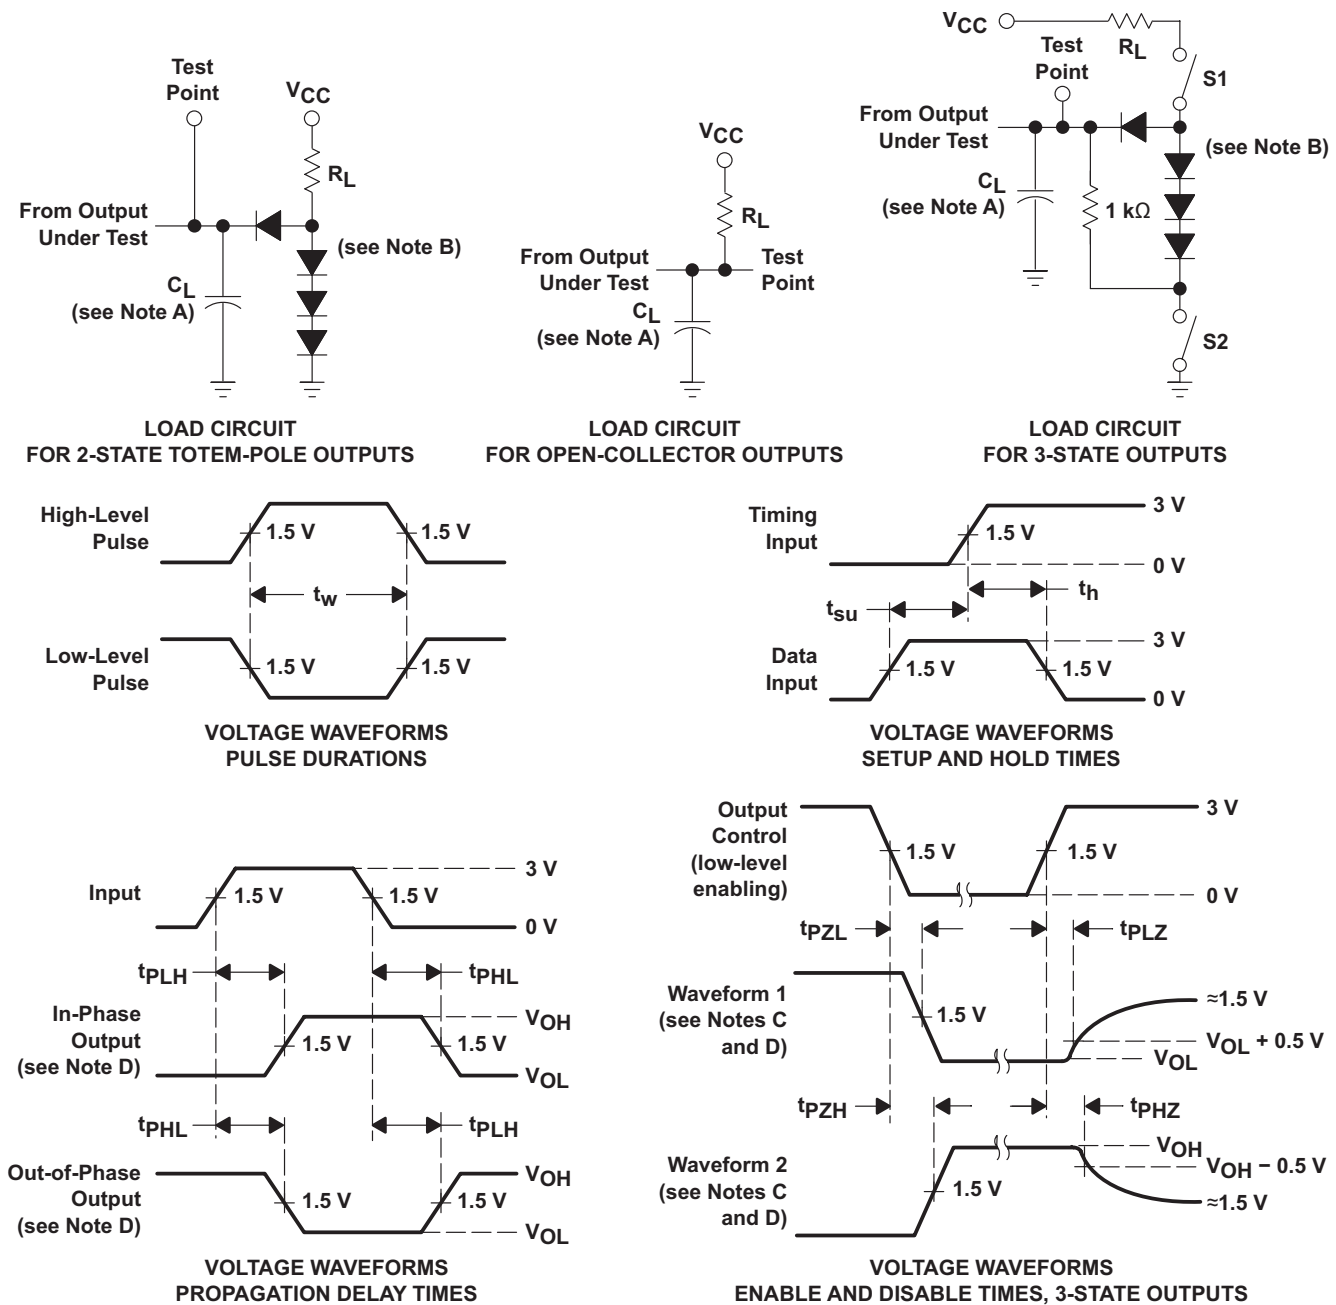 Test
Point
VCC
RL
From Output
Under Test
(see Note B)
CL
(see Note A)
LOAD CIRCUIT
FOR 2-STATE TOTEM-POLE OUTPUTS
VCC
RL
From Output
Under Test
Test
Point
CL
(see Note A)
LOAD CIRCUIT
FOR OPEN-COLLECTOR OUTPUTS
VCC
RL
Test
Point
S1
From Output
Under Test
(see Note B)
CL
(see Note A)
1 kΩ
S2
LOAD CIRCUIT
FOR 3-STATE OUTPUTS
High-Level
Pulse
1.5 V
1.5 V
tw
Low-Level
Pulse
1.5 V
1.5 V
VOLTAGE WAVEFORMS
PULSE DURATIONS
Timing
Input
3 V
1.5 V
0 V
tsu
th
Data
Input
3 V
1.5 V
1.5 V
0 V
VOLTAGE WAVEFORMS
SETUP AND HOLD TIMES
Input
3 V
1.5 V
1.5 V
0 V
tPLH
tPHL
In-Phase
Output
(see Note D)
VOH
1.5 V
1.5 V
VOL
tPHL
tPLH
Out-of-Phase
Output
(see Note D)
VOH
1.5 V
1.5 V
VOL
VOLTAGE WAVEFORMS
PROPAGATION DELAY TIMES
Output
Control
(low-level
enabling)
3 V
1.5 V
1.5 V
0 V
tPZL
tPLZ
Waveform 1
(see Notes C
and D)
1.5 V
≈1.5 V
VOL + 0.5 V
VOL
tPZH
tPHZ
Waveform 2
(see Notes C
and D)
1.5 V
VOH
VOH − 0.5 V
≈1.5 V
VOLTAGE WAVEFORMS
ENABLE AND DISABLE TIMES, 3-STATE OUTPUTS